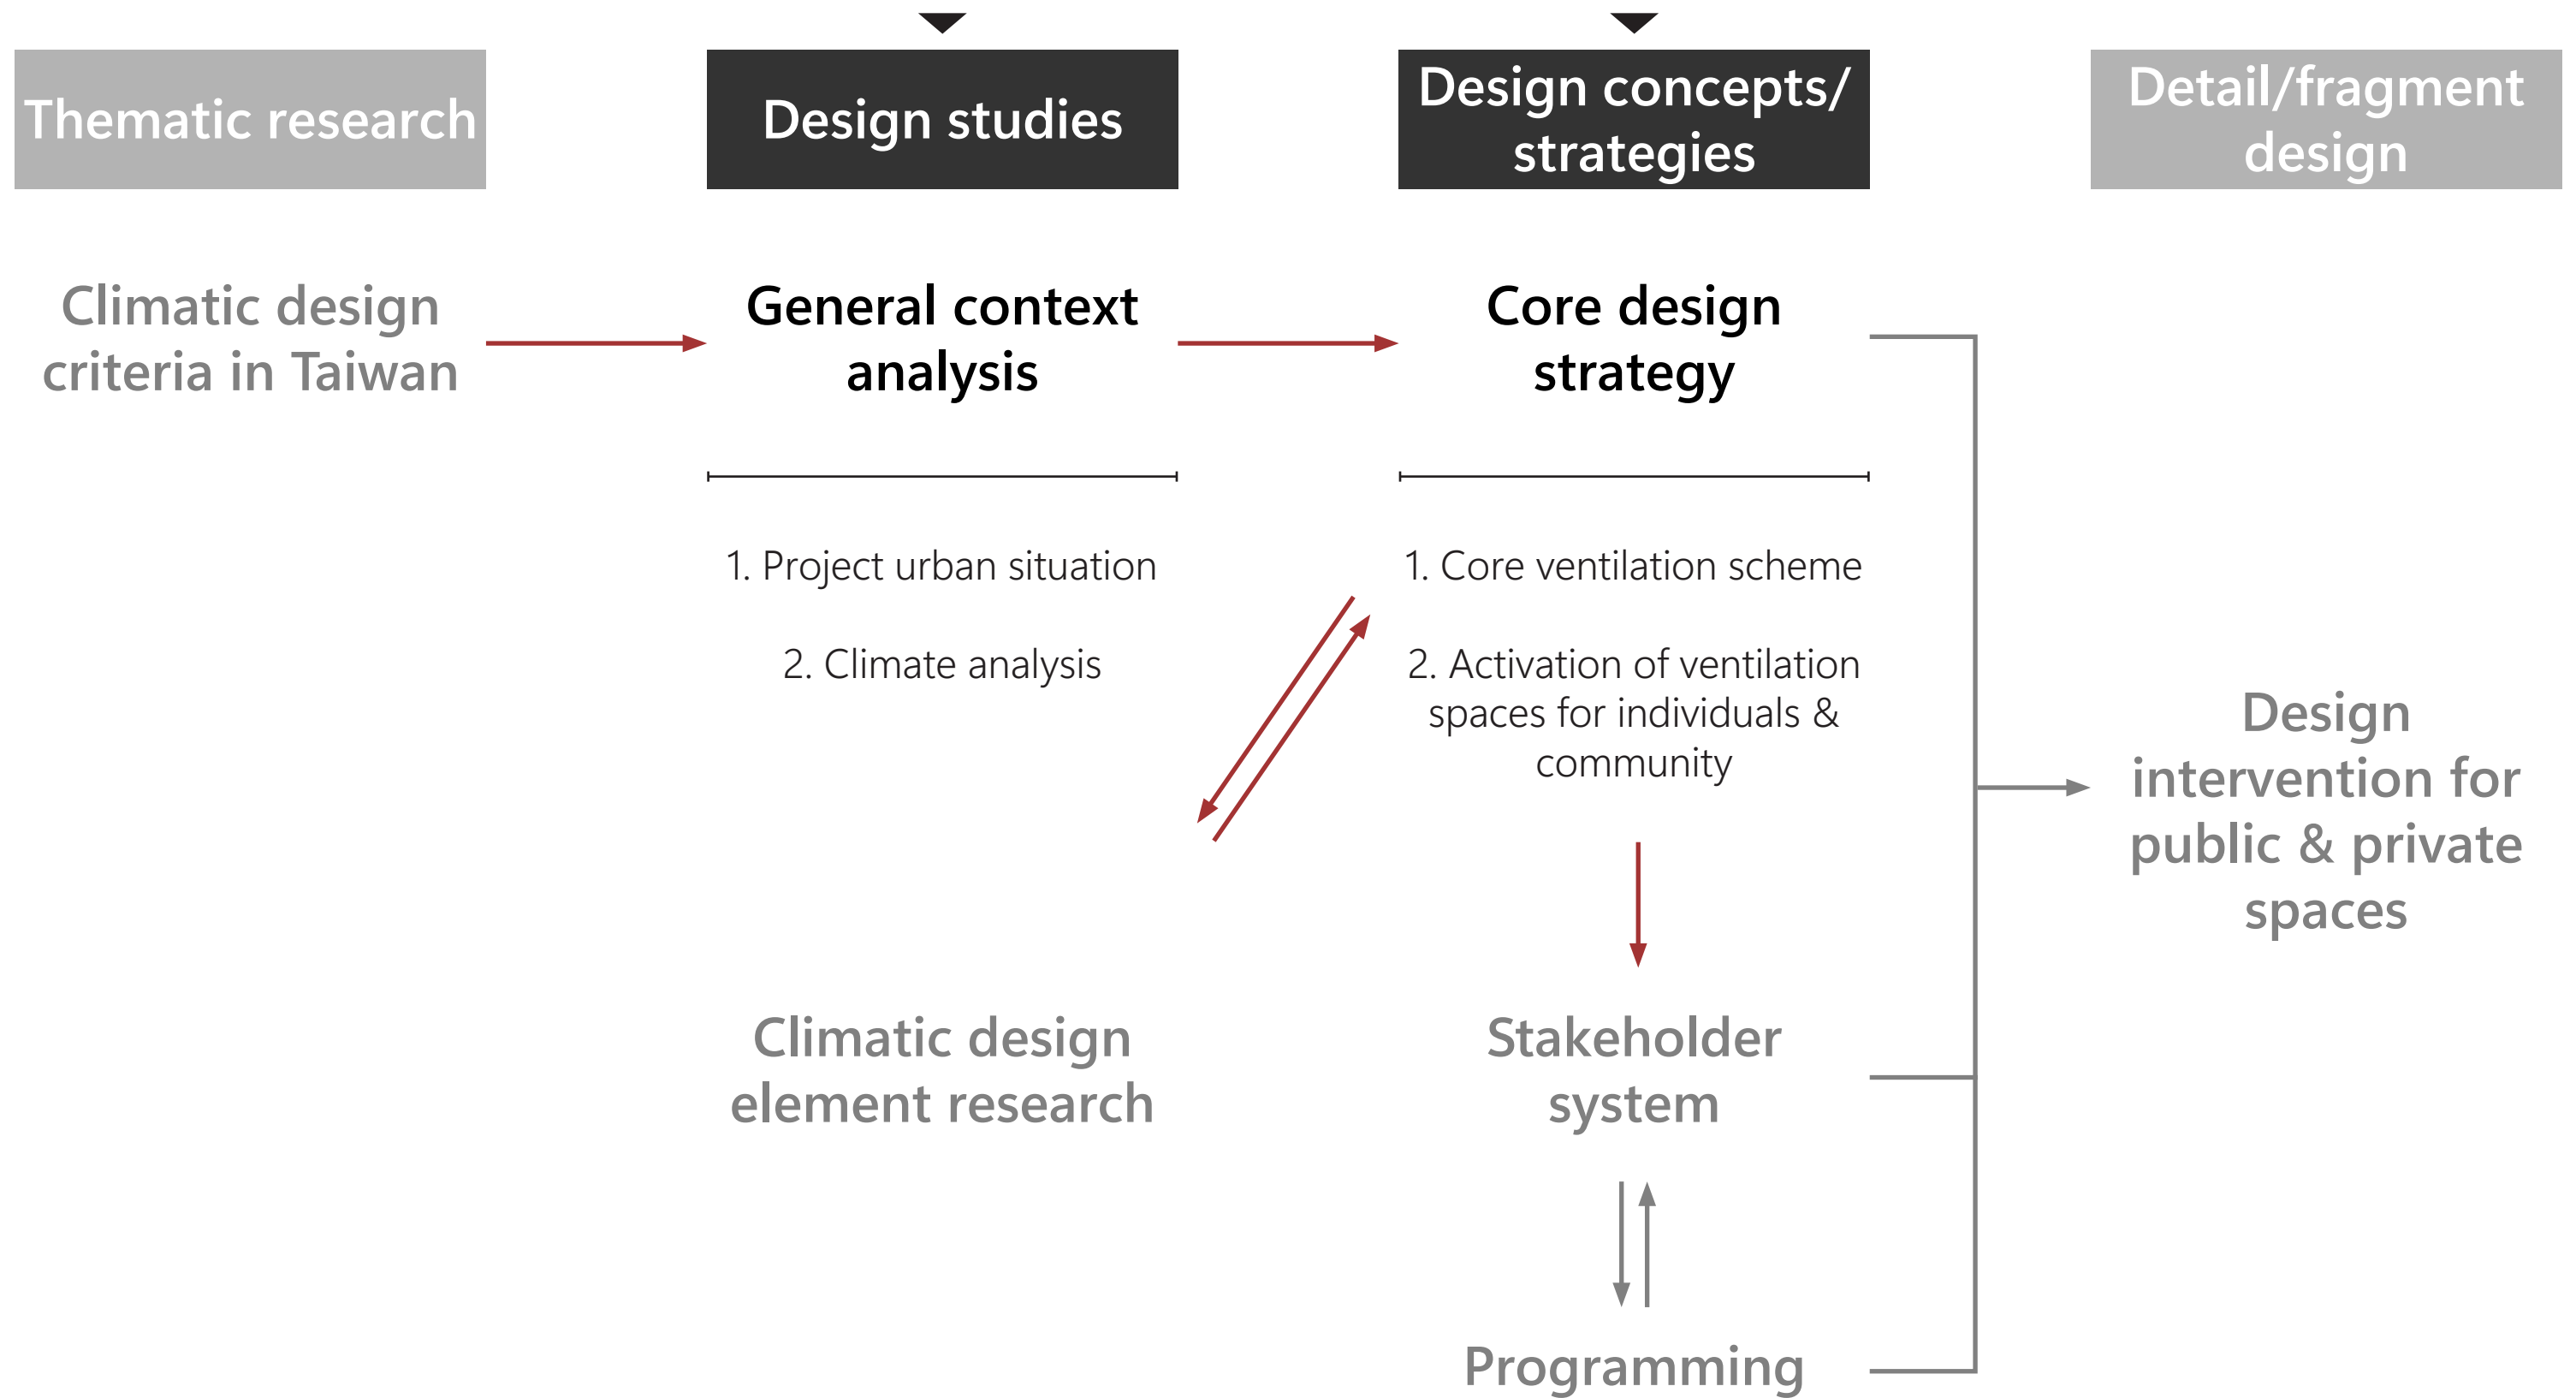 Thematic research
Design studies
Design concepts/
strategies
Detail/fragment
design
Climatic design
criteria in Taiwan
General context
analysis
Core design
strategy
1. Project urban situation
2. Climate analysis
1. Core ventilation scheme
2. Activation of ventilation
spaces for individuals &
community
Design
intervention for
public & private
spaces
Climatic design
element research
Stakeholder
system
Programming